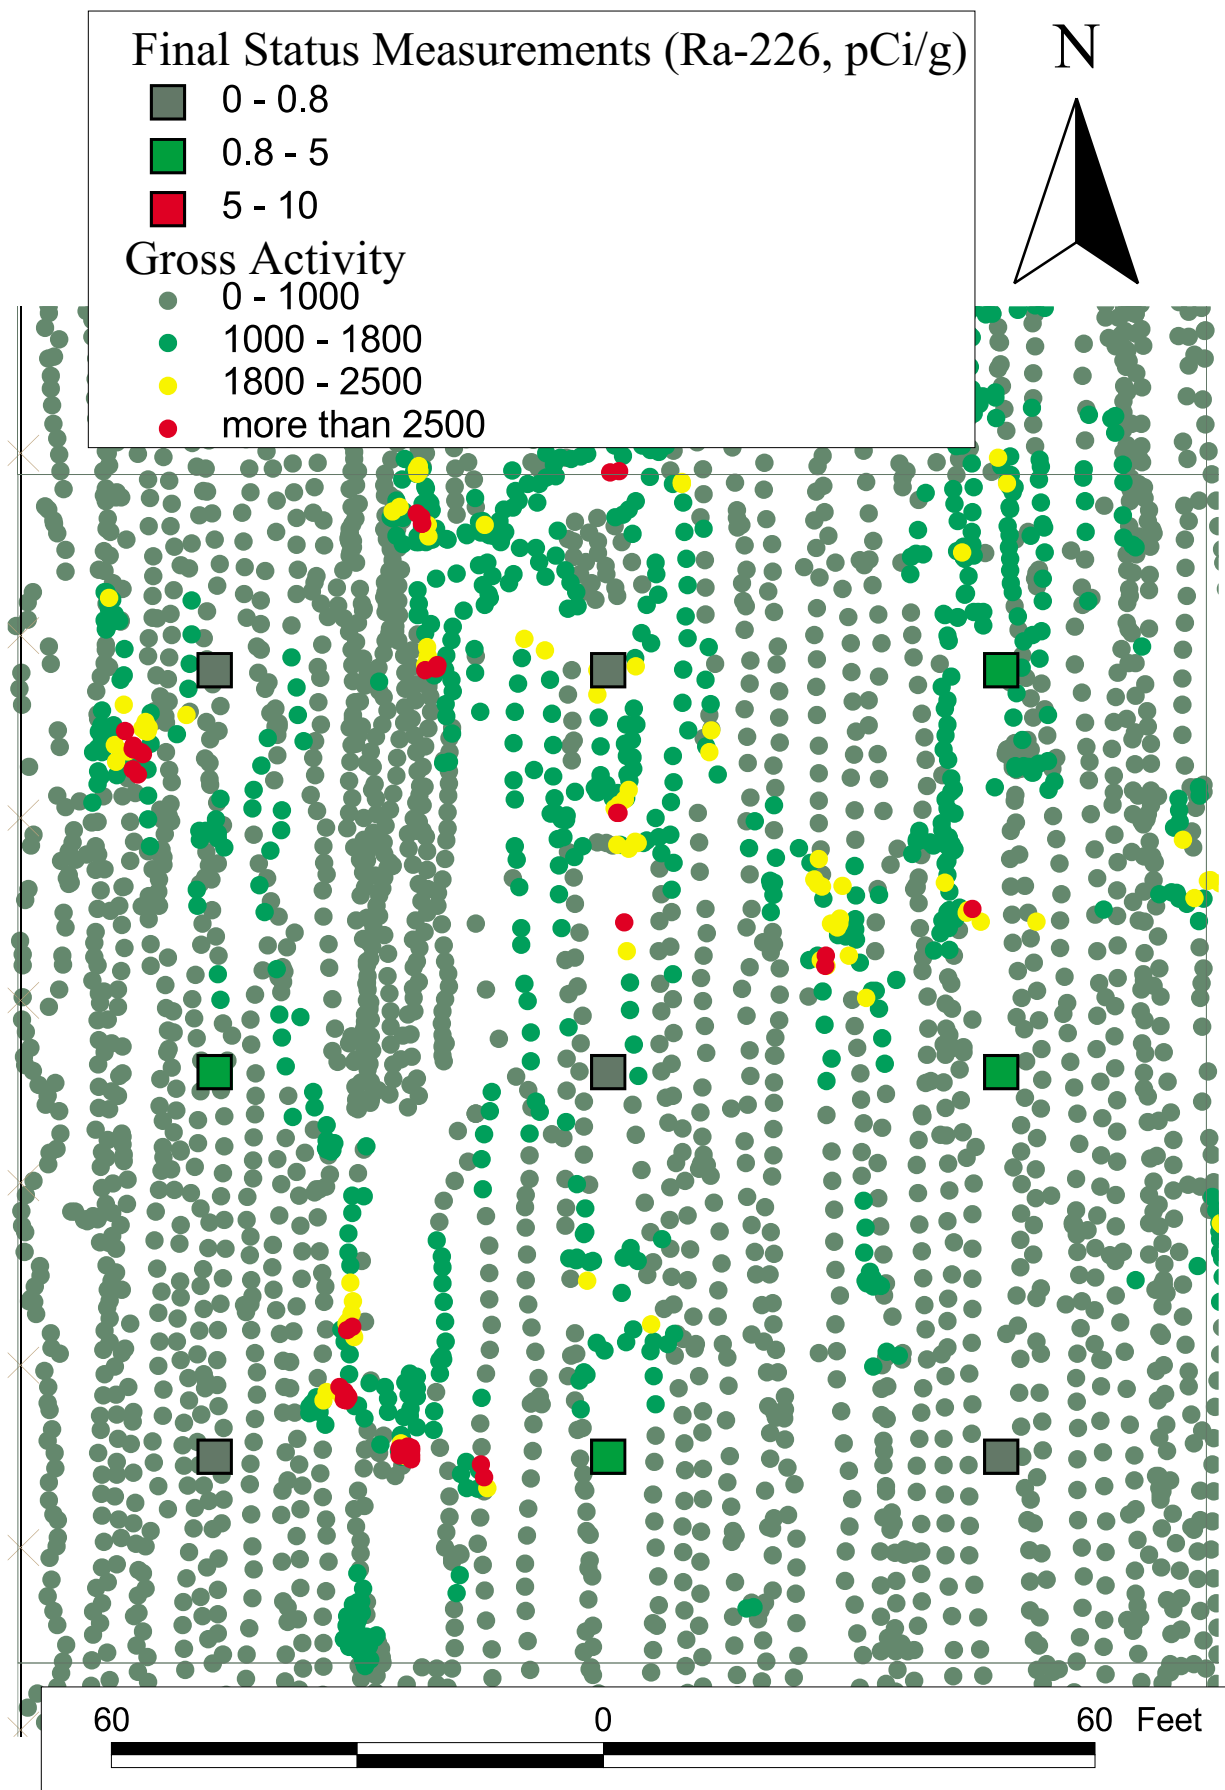 Final Status Measurements (Ra-226, pCi/g)
0 - 0.8
0.8 - 5
5 - 10
Gross Activity
0 - 1000
1000 - 1800
1800 - 2500
more than 2500
N
60 0 60 Feet